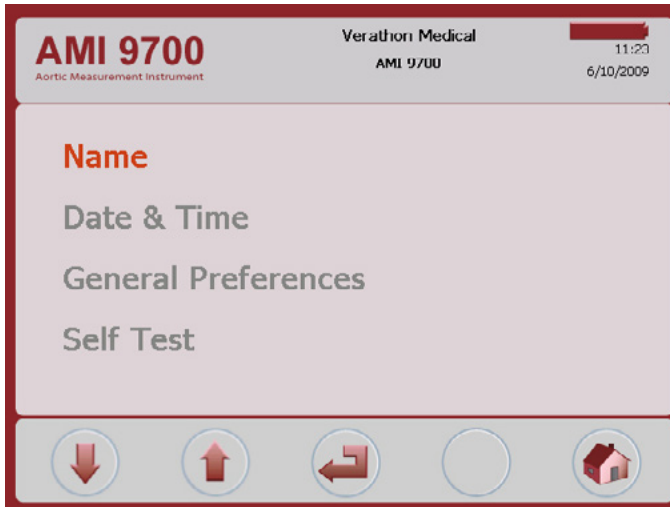 AMI 9700
Aortic Measurement Instrument
Verathon Medical
AMI 9700
11:23
6/10/2009
Name
Date & Time
General Preferences
Self Test